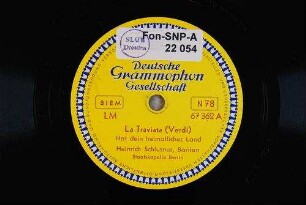 SLUB
Dresden
Fon-SNP-A
22 054
Deutsche
Grammophon
Gesellschaft
BIEM
N 78
LM
67 362 A
La Traviata (Verdi)
Hat dein heimatliches Land
Heinrich Schlusnus, Bariton
Staatskapelle Berlin